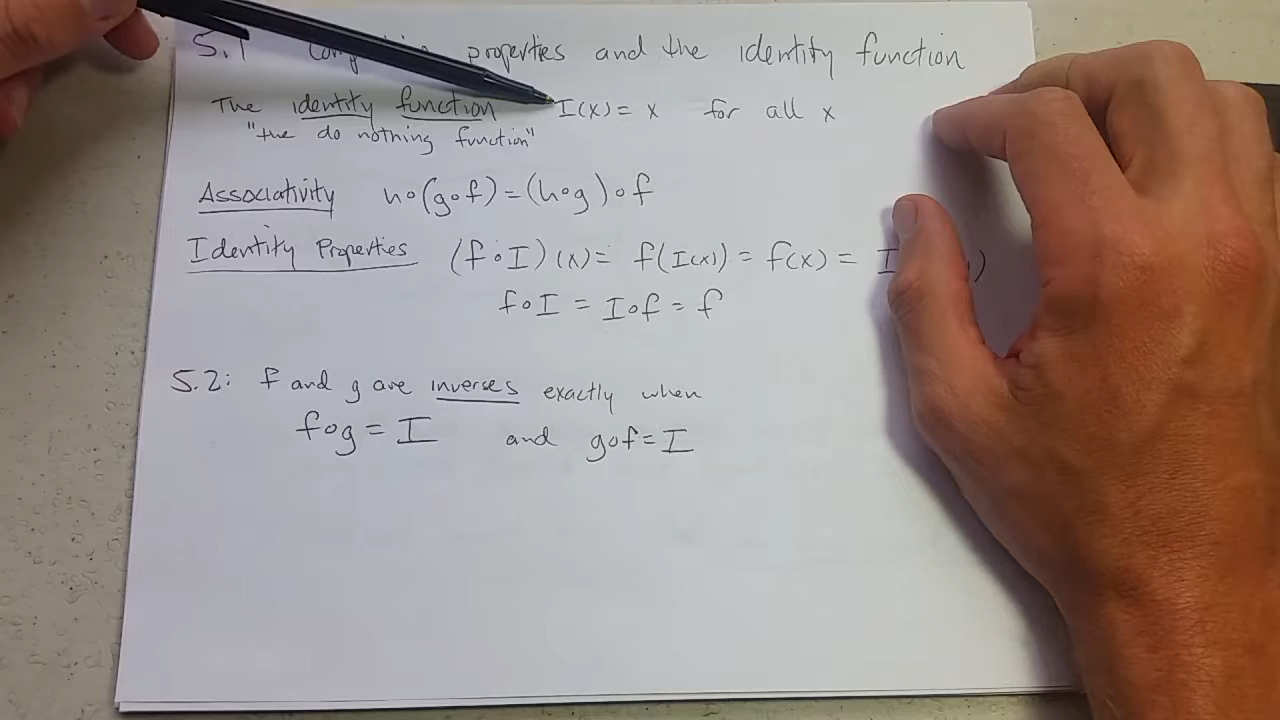 5.1 properties and the identity function
The identity function I(x) = x for all x
"the do nothing function"
Associativity h∘(g∘f) = (h∘g)∘f
Identity Properties (f∘I)(x) = f(I(x)) = f(x) = I
f∘I = I∘f = f
5.2: f and g are inverses exactly when
f∘g = I and g∘f = I